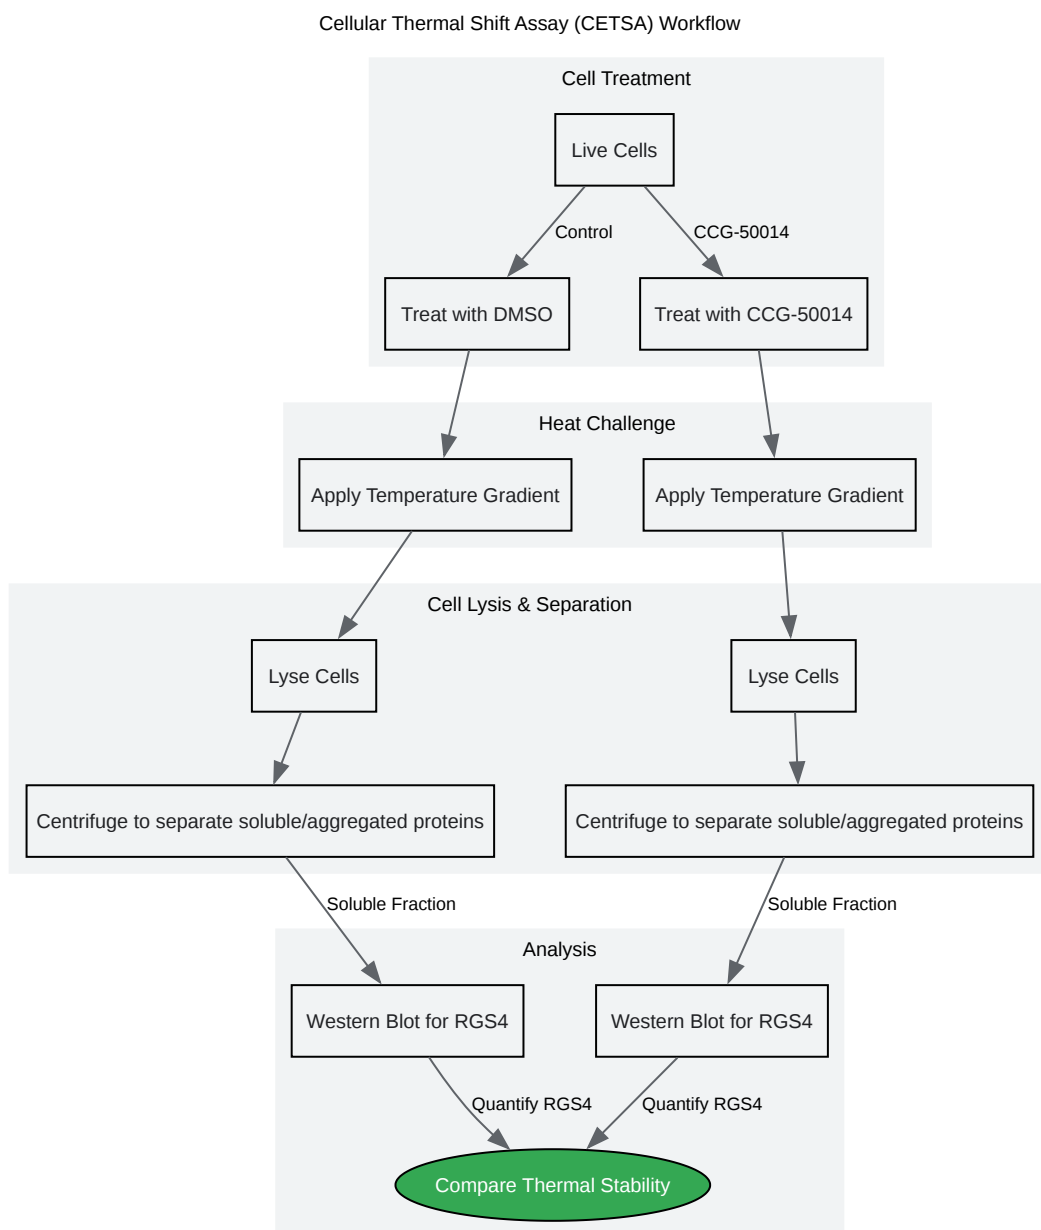 Cellular Thermal Shift Assay (CETSA) Workflow
Cell Treatment
Live Cells
Control
CCG-50014
Treat with DMSO
Treat with CCG-50014
Heat Challenge
Apply Temperature Gradient
Apply Temperature Gradient
Cell Lysis & Separation
Lyse Cells
Lyse Cells
Centrifuge to separate soluble/aggregated proteins
Centrifuge to separate soluble/aggregated proteins
Soluble Fraction
Soluble Fraction
Analysis
Western Blot for RGS4
Western Blot for RGS4
Quantify RGS4
Quantify RGS4
Compare Thermal Stability